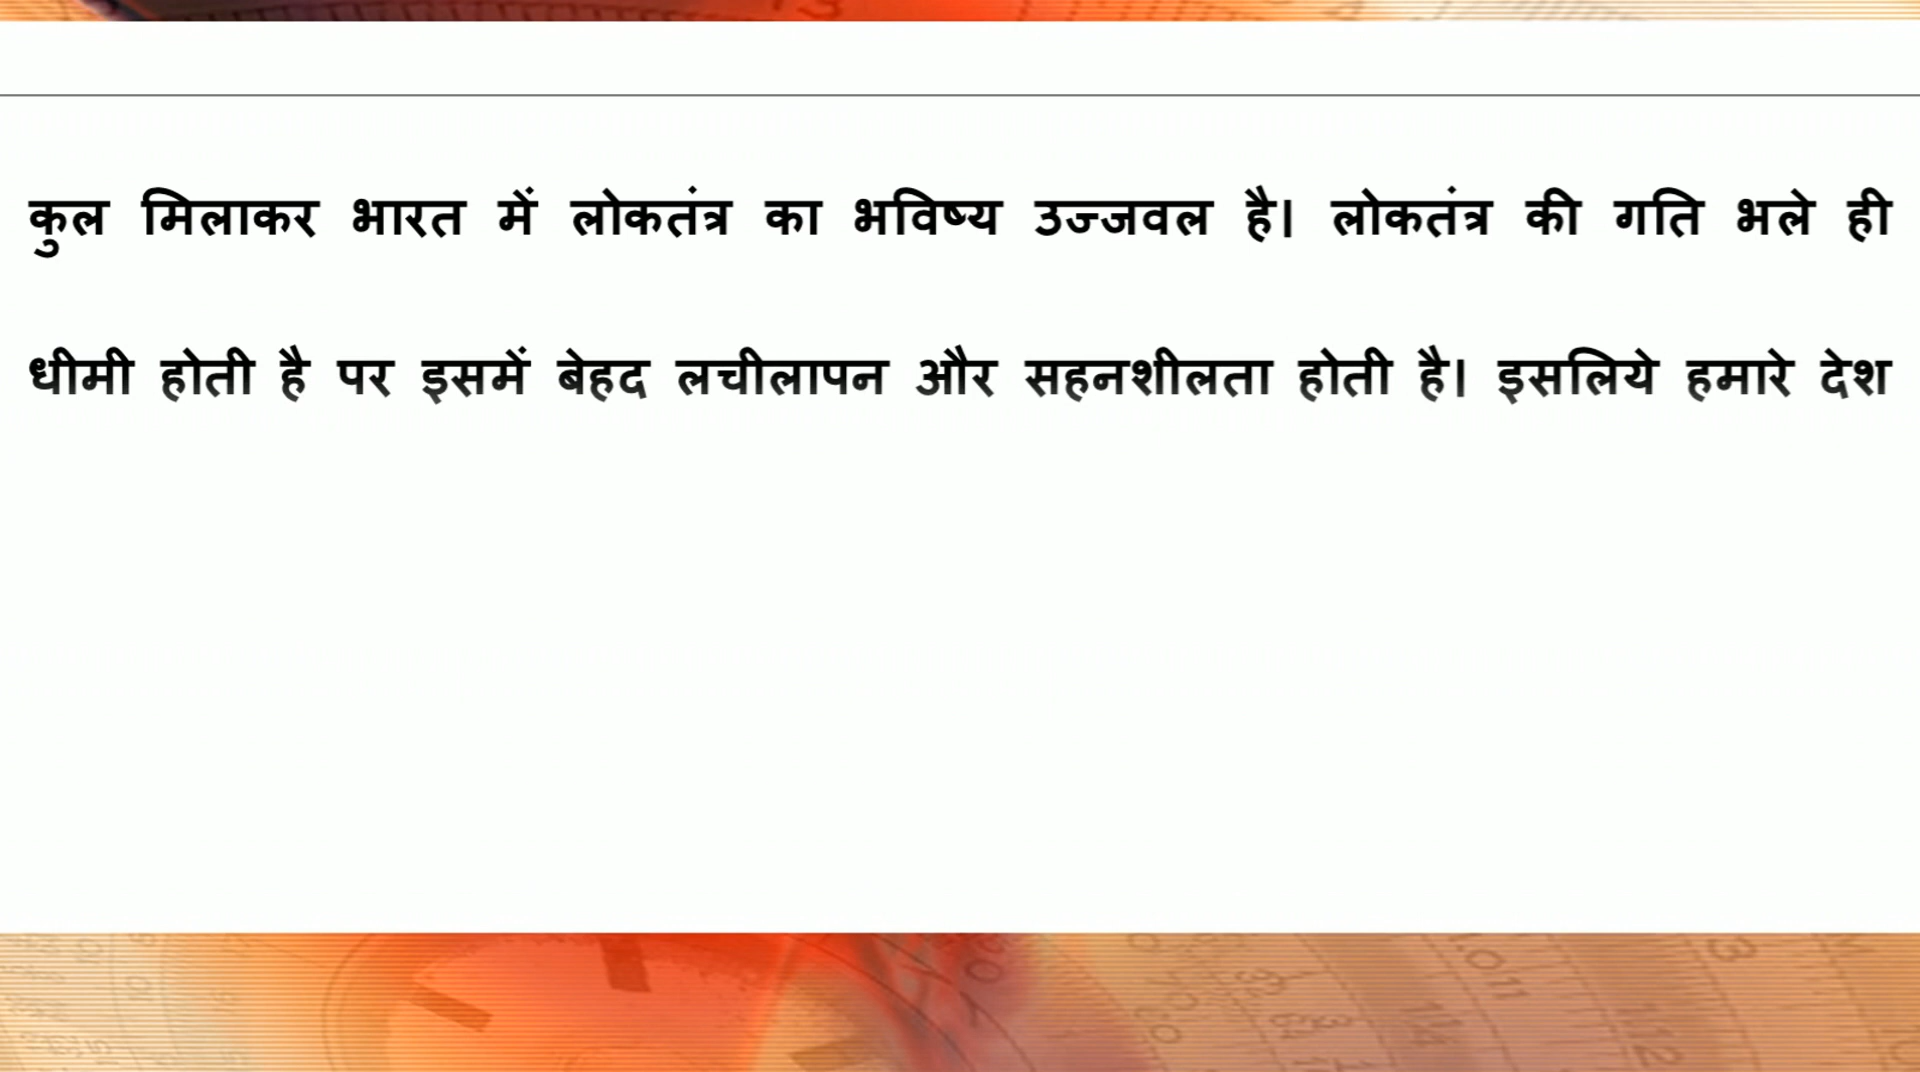 कुल मिलाकर भारत में लोकतंत्र का भविष्य उज्जवल है। लोकतंत्र की गति भले ही
धीमी होती है पर इसमें बेहद लचीलापन और सहनशीलता होती है। इसलिये हमारे देश